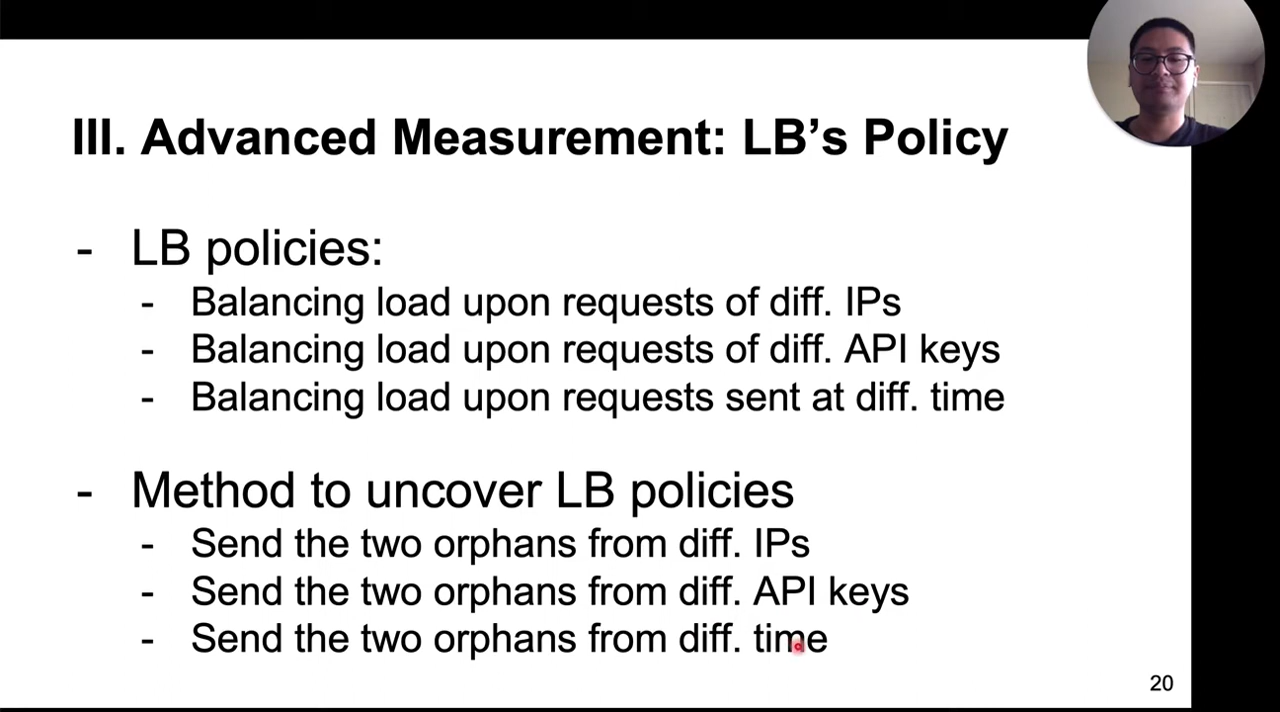 III. Advanced Measurement: LB's Policy
- LB policies:
- Balancing load upon requests of diff. IPs
- Balancing load upon requests of diff. API keys
- Balancing load upon requests sent at diff. time
- Method to uncover LB policies
- Send the two orphans from diff. IPs
- Send the two orphans from diff. API keys
- Send the two orphans from diff. time
20